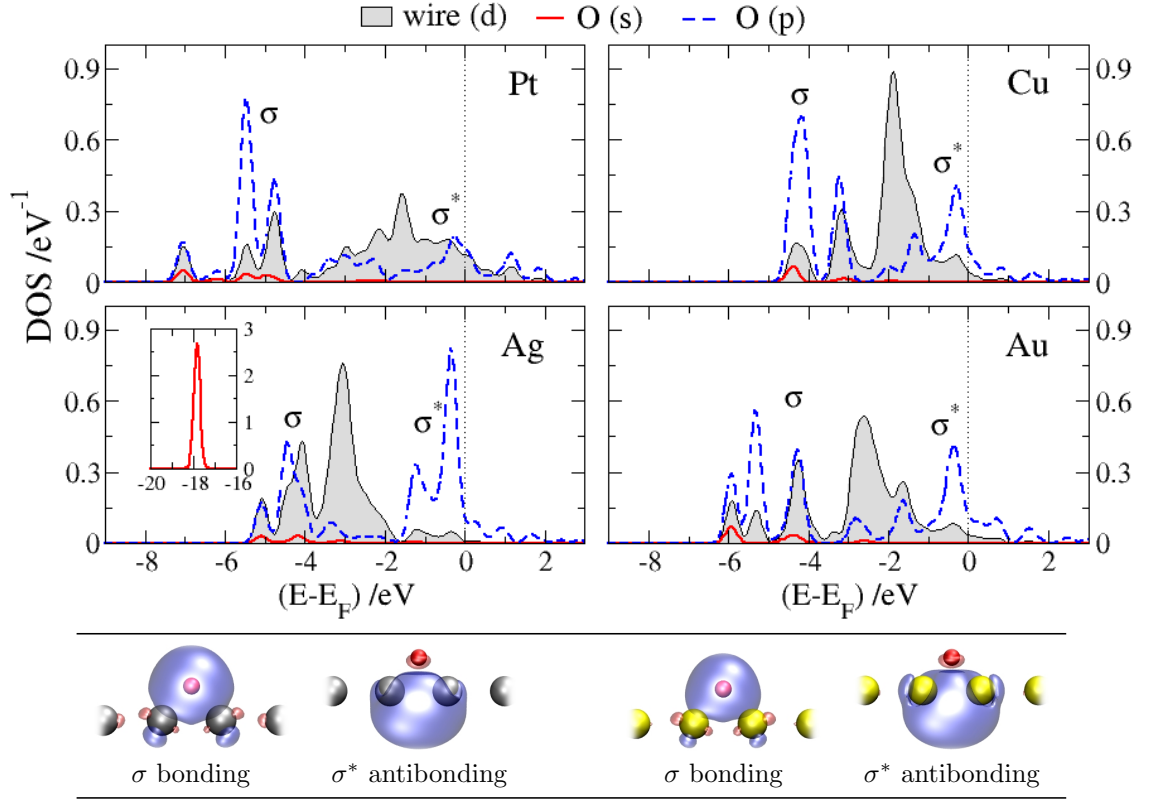 wire (d) O (s) O (p)
Pt Cu
0.9 0.9
σ σ
0.6 0.6
σ* σ*
0.3 0.3
0 0
DOS /eV⁻¹
Ag Au
0.9 3
2
0.6 0.9
1
0.3 0.6
0
0 0.3
-20 -18 -16 0
σ σ* σ σ*
-8 -6 -4 -2 0 2 -8 -6 -4 -2 0 2
(E-E_F) /eV (E-E_F) /eV
σ bonding σ* antibonding σ bonding σ* antibonding